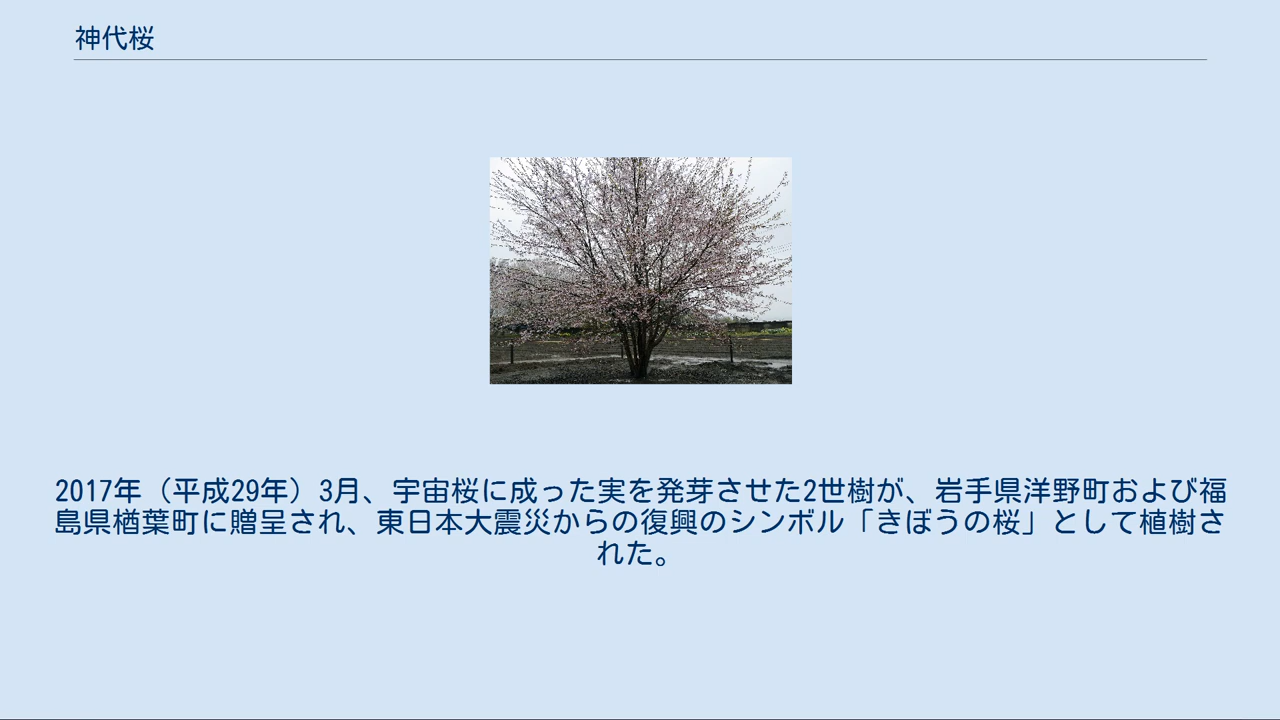 神代桜
2017年（平成29年）3月、宇宙桜に成った実を発芽させた2世樹が、岩手県洋野町および福
島県楢葉町に贈呈され、東日本大震災からの復興のシンボル「きぼうの桜」として植樹さ
れた。